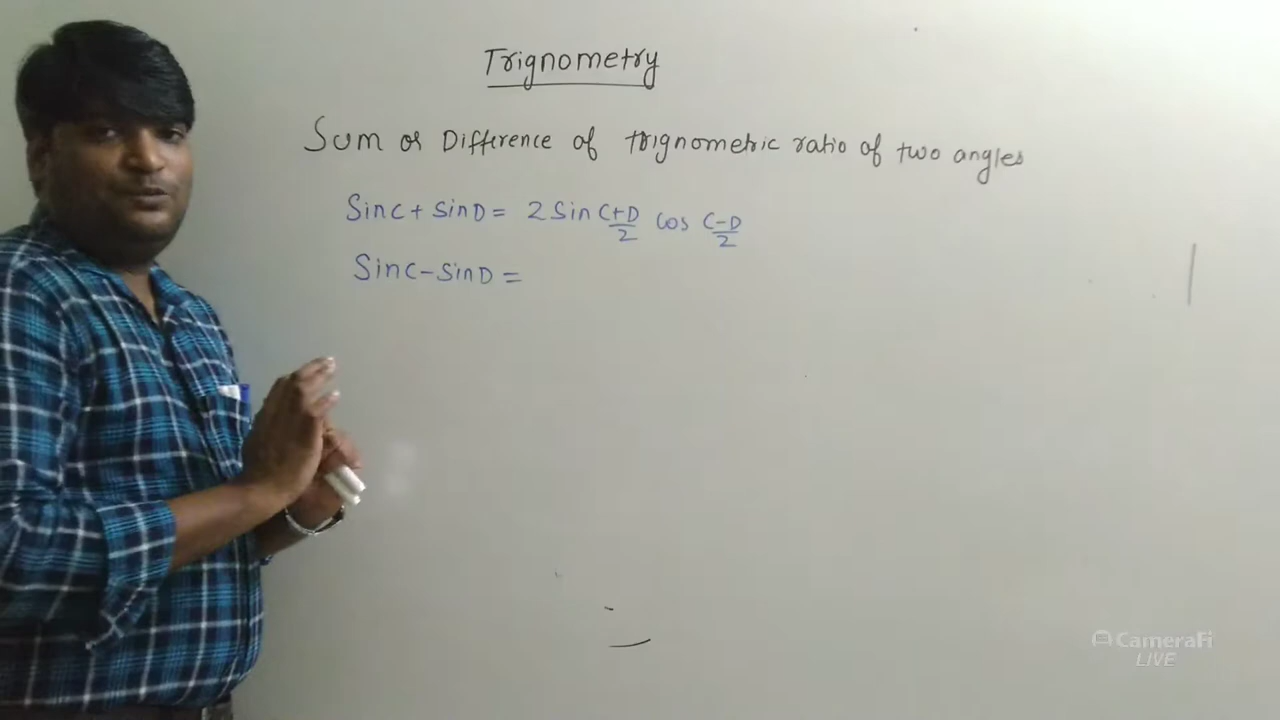 Trignometry
Sum or Difference of trignometric ratio of two angles
Sinc + SinD = 2 Sin C+D/2 cos C-D/2
Sinc - SinD =
CameraFi
LIVE